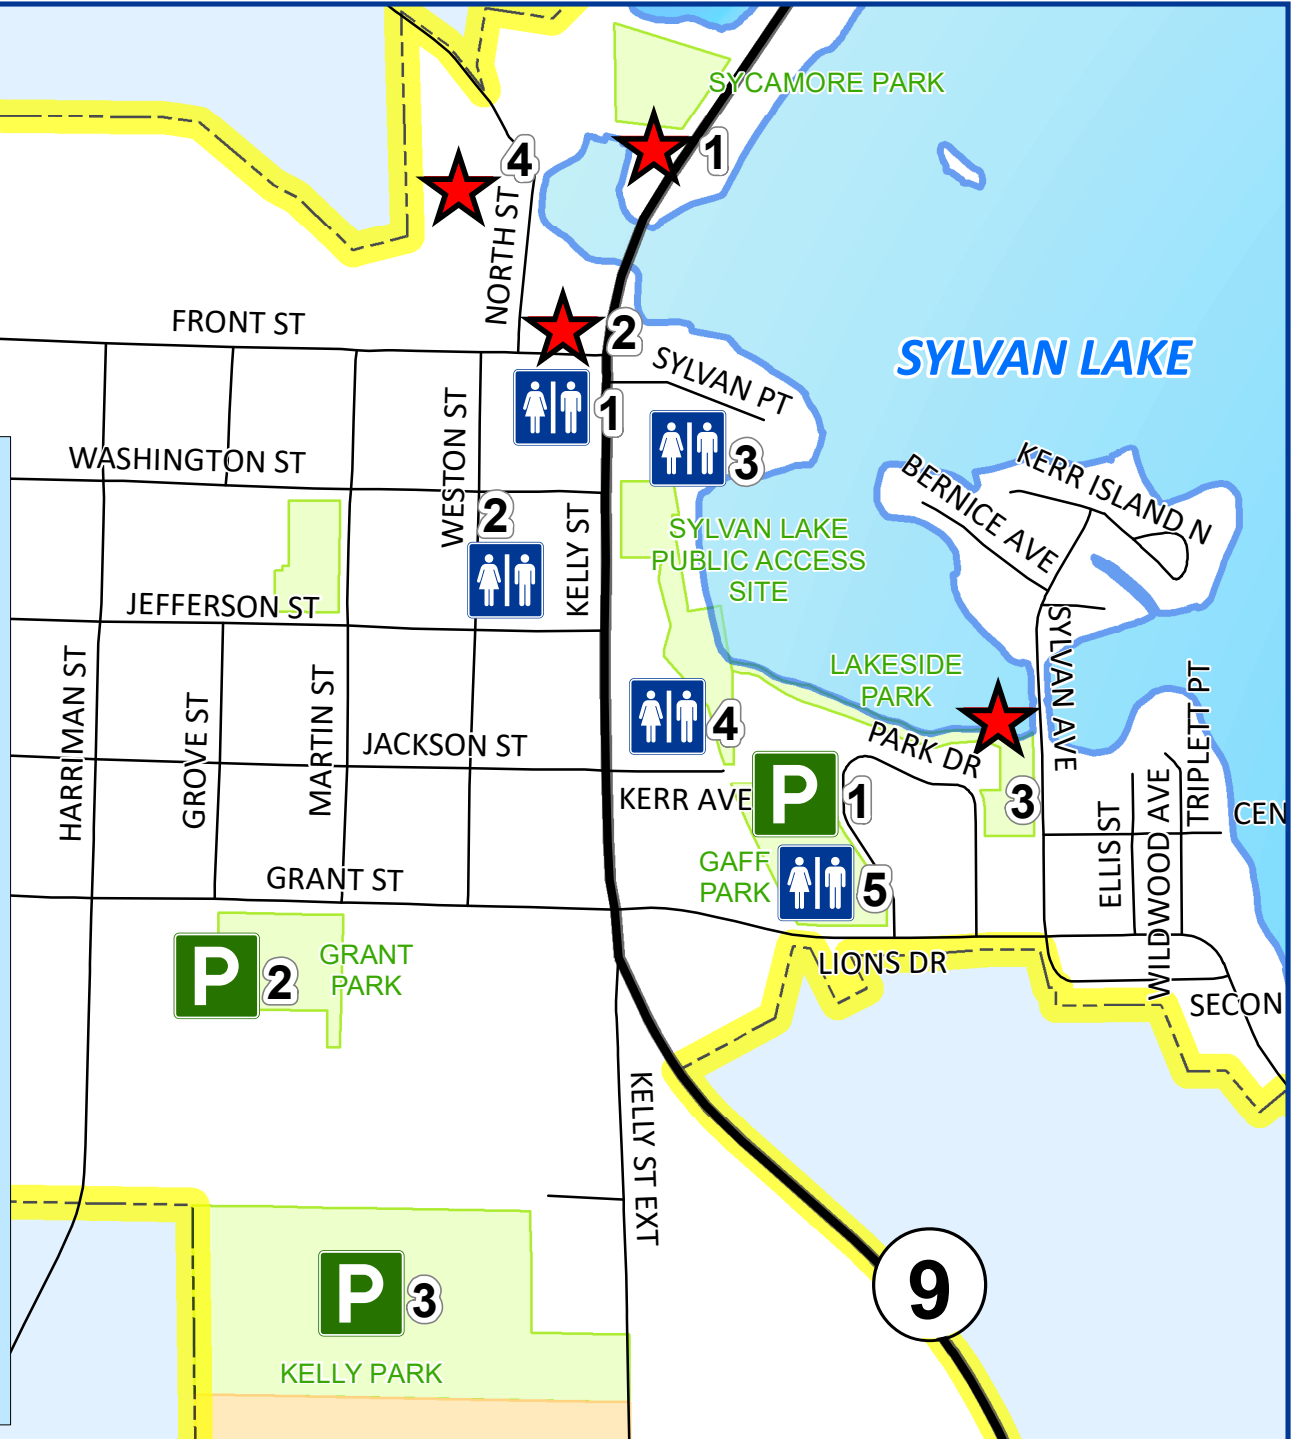 SYCAMORE PARK
1
4
NORTH ST
FRONT ST
2
SYLVAN PT
SYLVAN LAKE
1
WESTON ST
WASHINGTON ST
3
BERNICE AVE
KERR ISLAND N
2
KELLY ST
SYLVAN LAKE
PUBLIC ACCESS
SITE
JEFFERSON ST
HARRIMAN ST
GROVE ST
MARTIN ST
LAKESIDE
PARK
SYLVAN AVE
TRIPLETT PT
4
JACKSON ST
PARK DR
KERR AVE
P
1
3
ELLIS ST
WILDWOOD AVE
CEN
GAFF
PARK
5
GRANT ST
P
2
GRANT
PARK
LIONS DR
SECON
KELLY ST EXT
P
3
9
KELLY PARK